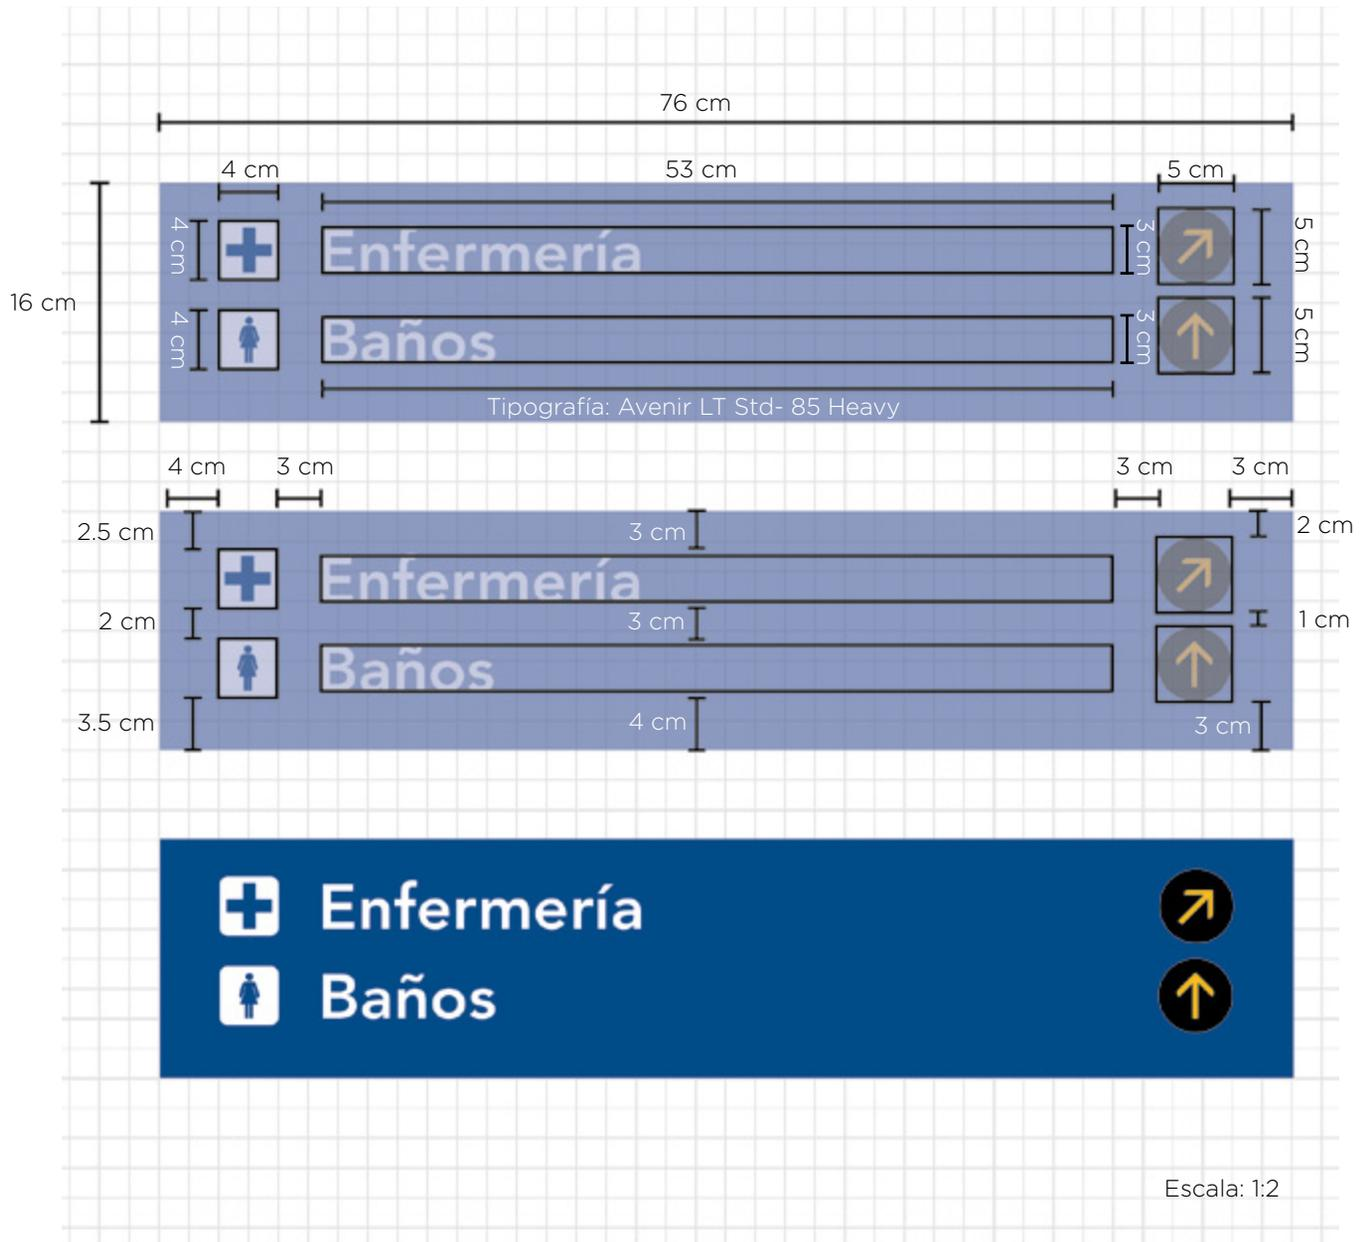 76 cm
4 cm
53 cm
5 cm
4 cm
Enfermería
3 cm
5 cm
16 cm
4 cm
Baños
3 cm
5 cm
Tipografía: Avenir LT Std- 85 Heavy
4 cm
3 cm
3 cm
3 cm
2.5 cm
3 cm
2 cm
Enfermería
2 cm
3 cm
1 cm
Baños
3.5 cm
4 cm
3 cm
Enfermería
Baños
Escala: 1:2